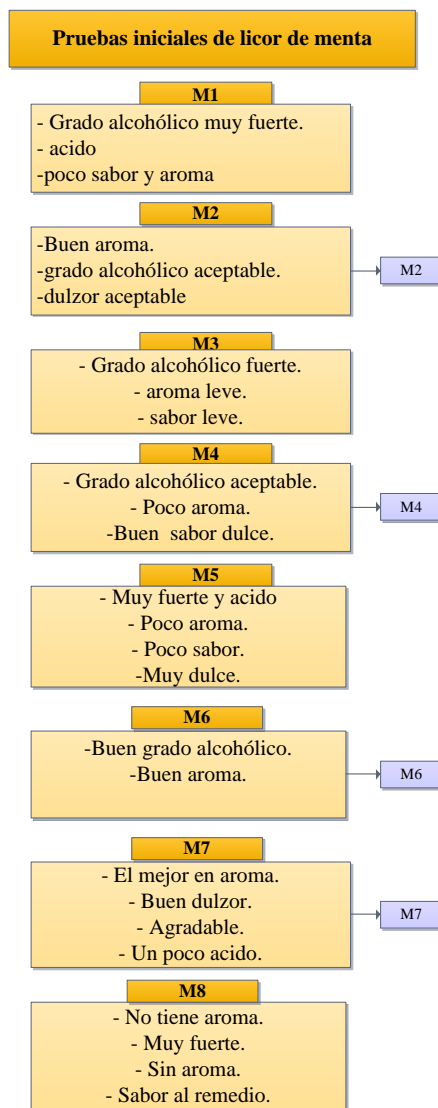 Pruebas iniciales de licor de menta
M1
- Grado alcohólico muy fuerte.
- acido
-poco sabor y aroma
M2
-Buen aroma.
-grado alcohólico aceptable.
-dulzor aceptable
M2
M3
- Grado alcohólico fuerte.
- aroma leve.
- sabor leve.
M4
- Grado alcohólico aceptable.
- Poco aroma.
-Buen  sabor dulce.
M4
M5
- Muy fuerte y acido
- Poco aroma.
- Poco sabor.
-Muy dulce.
M6
-Buen grado alcohólico.
-Buen aroma.
M6
M7
- El mejor en aroma.
- Buen dulzor.
- Agradable.
- Un poco acido.
M7
M8
- No tiene aroma.
- Muy fuerte.
- Sin aroma.
- Sabor al remedio.